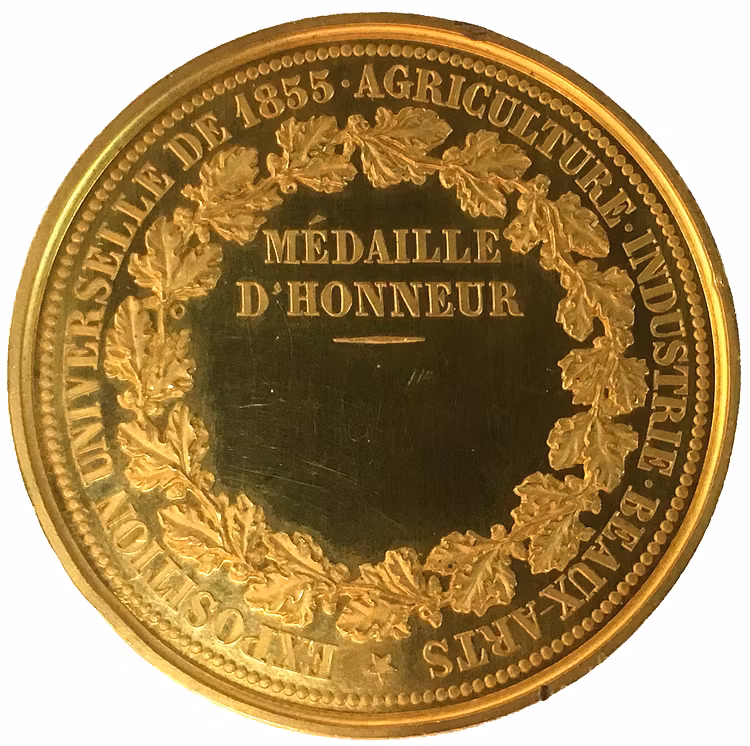 EXPOSITION UNIVERSELLE DE 1855 · AGRICULTURE · INDUSTRIE · BEAUX-ARTS
MÉDAILLE
D'HONNEUR